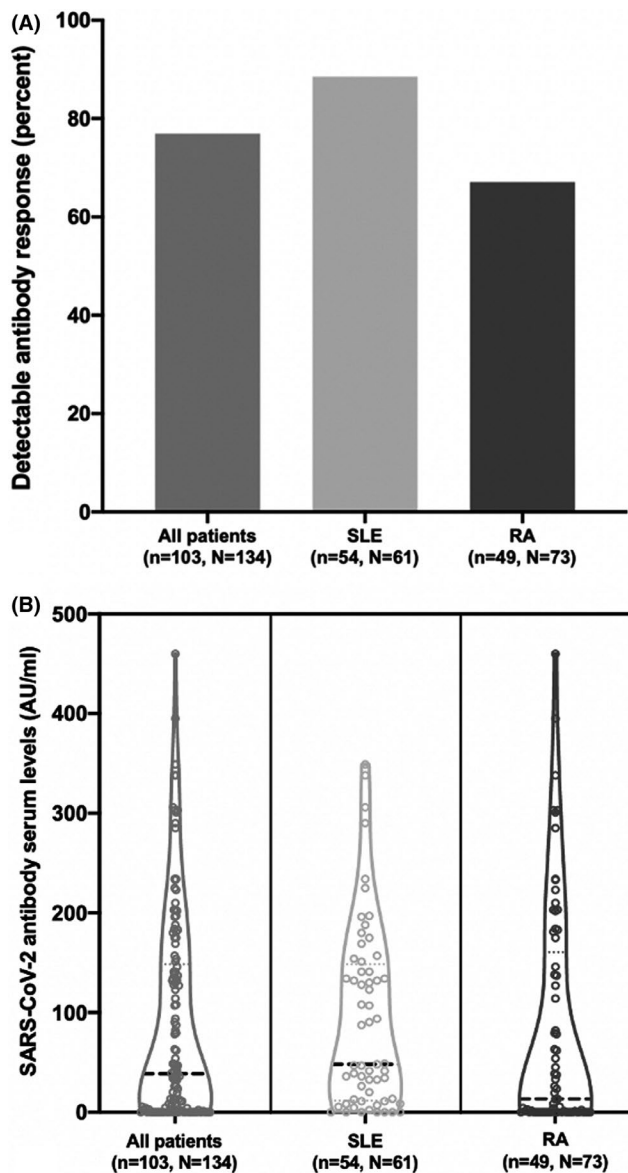 (A)
Detectable antibody response (percent)
100
80
60
40
20
0
All patients
(n=103, N=134)
SLE
(n=54, N=61)
RA
(n=49, N=73)
(B)
SARS-CoV-2 antibody serum levels (AU/ml)
500
400
300
200
100
0
All patients
(n=103, N=134)
SLE
(n=54, N=61)
RA
(n=49, N=73)